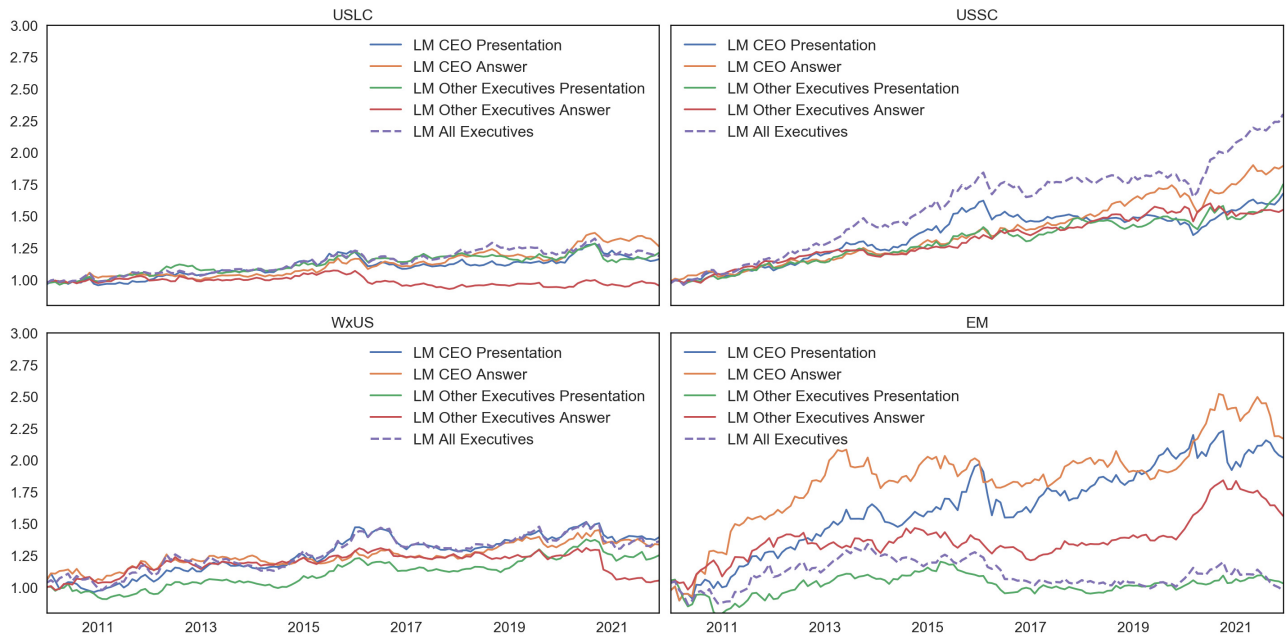 USLC
3.00
2.75
2.50
2.25
2.00
1.75
1.50
1.25
1.00
LM CEO Presentation
LM CEO Answer
LM Other Executives Presentation
LM Other Executives Answer
LM All Executives
USSC
LM CEO Presentation
LM CEO Answer
LM Other Executives Presentation
LM Other Executives Answer
LM All Executives
WxUS
3.00
2.75
2.50
2.25
2.00
1.75
1.50
1.25
1.00
LM CEO Presentation
LM CEO Answer
LM Other Executives Presentation
LM Other Executives Answer
LM All Executives
2011 2013 2015 2017 2019 2021
EM
LM CEO Presentation
LM CEO Answer
LM Other Executives Presentation
LM Other Executives Answer
LM All Executives
2011 2013 2015 2017 2019 2021